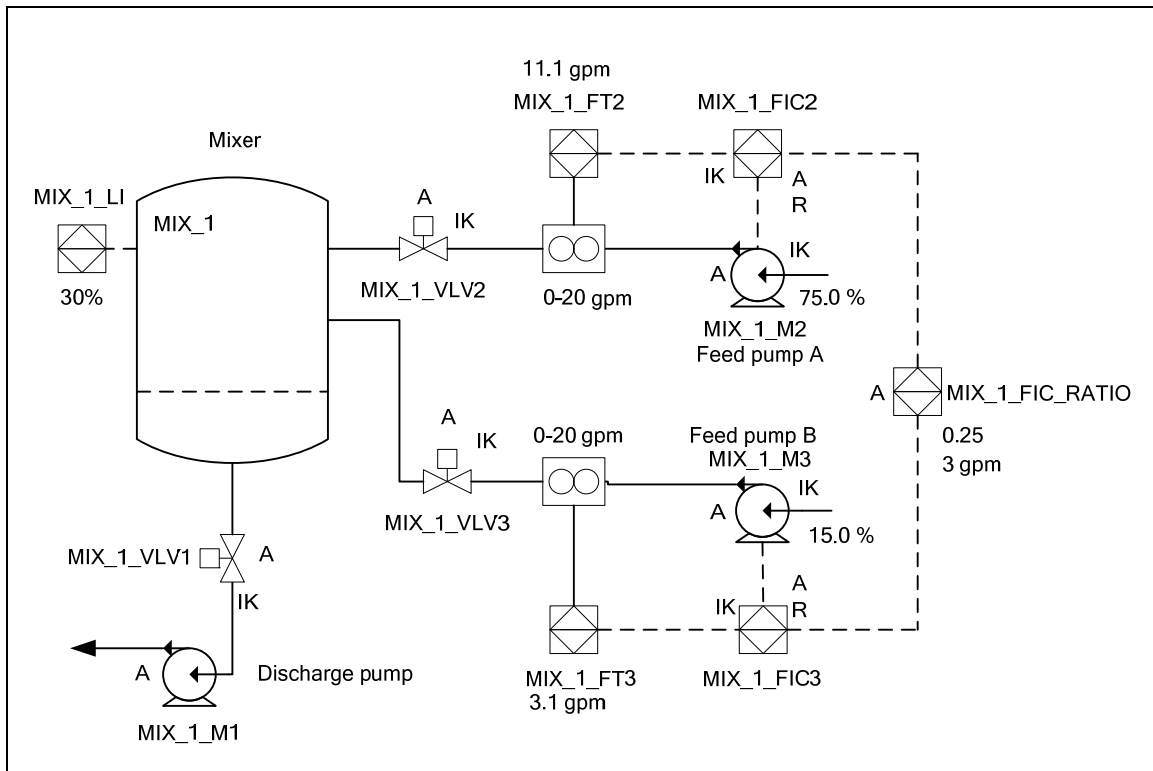 11.1 gpm
MIX_1_FT2
MIX_1_FIC2
Mixer
A
IK
A
R
MIX_1_LI
MIX_1
IK
IK
A
30%
MIX_1_VLV2
0-20 gpm
75.0 %
MIX_1_M2
Feed pump A
A
MIX_1_FIC_RATIO
0.25
3 gpm
A
IK
0-20 gpm
Feed pump B
MIX_1_M3
IK
A
MIX_1_VLV3
15.0 %
MIX_1_VLV1
A
IK
IK
A
R
A
Discharge pump
MIX_1_FT3
3.1 gpm
MIX_1_FIC3
MIX_1_M1